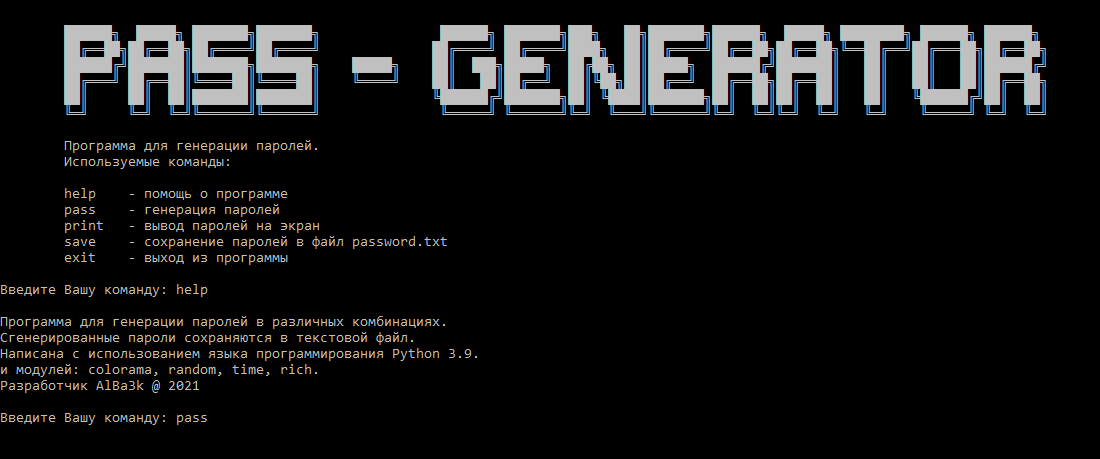 PASS - GENERATOR
Программа для генерации паролей.
Используемые команды:
help - помощь о программе
pass - генерация паролей
print - вывод паролей на экран
save - сохранение паролей в файл password.txt
exit - выход из программы
Введите Вашу команду: help
Программа для генерации паролей в различных комбинациях.
Сгенерированные пароли сохраняются в текстовой файл.
Написана с использованием языка программирования Python 3.9.
и модулей: colorama, random, time, rich.
Разработчик AlBa3k @ 2021
Введите Вашу команду: pass